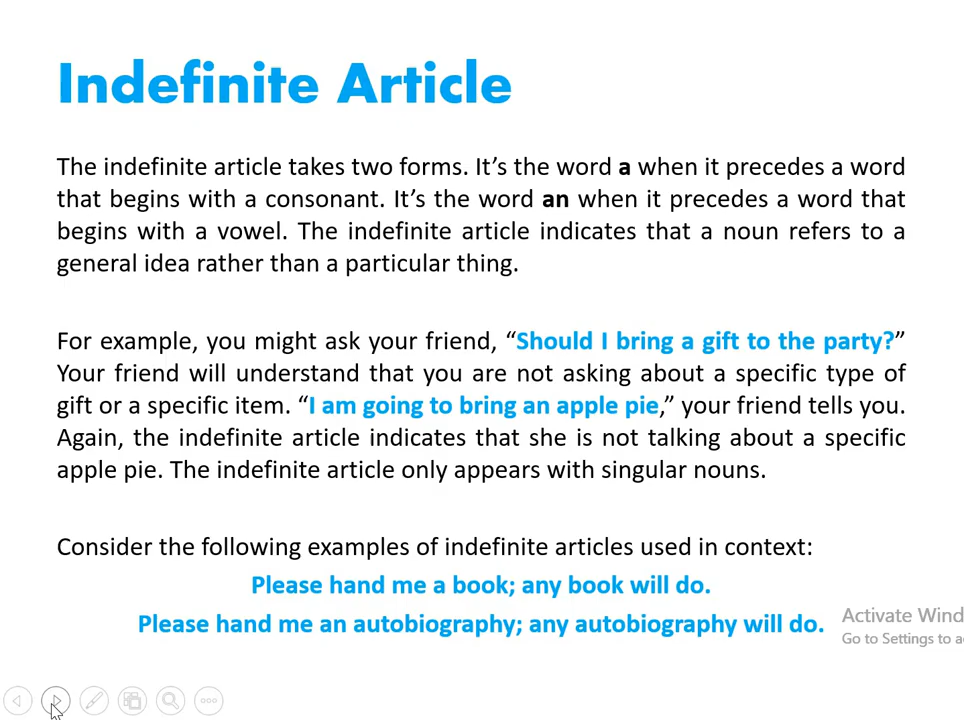 Indefinite Article
The indefinite article takes two forms. It’s the word a when it precedes a word
that begins with a consonant. It’s the word an when it precedes a word that
begins with a vowel. The indefinite article indicates that a noun refers to a
general idea rather than a particular thing.
For example, you might ask your friend, “Should I bring a gift to the party?”
Your friend will understand that you are not asking about a specific type of
gift or a specific item. “I am going to bring an apple pie,” your friend tells you.
Again, the indefinite article indicates that she is not talking about a specific
apple pie. The indefinite article only appears with singular nouns.
Consider the following examples of indefinite articles used in context:
Please hand me a book; any book will do.
Please hand me an autobiography; any autobiography will do.
Activate Wind
Go to Settings to a